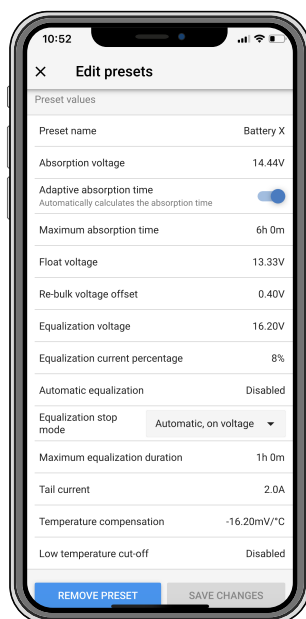 10:52
Edit presets
Preset values
Preset name Battery X
Absorption voltage 14.44V
Adaptive absorption time
Automatically calculates the absorption time
Maximum absorption time 6h 0m
Float voltage 13.33V
Re-bulk voltage offset 0.40V
Equalization voltage 16.20V
Equalization current percentage 8%
Automatic equalization Disabled
Equalization stop
mode Automatic, on voltage
Maximum equalization duration 1h 0m
Tail current 2.0A
Temperature compensation -16.20mV/°C
Low temperature cut-off Disabled
REMOVE PRESET SAVE CHANGES